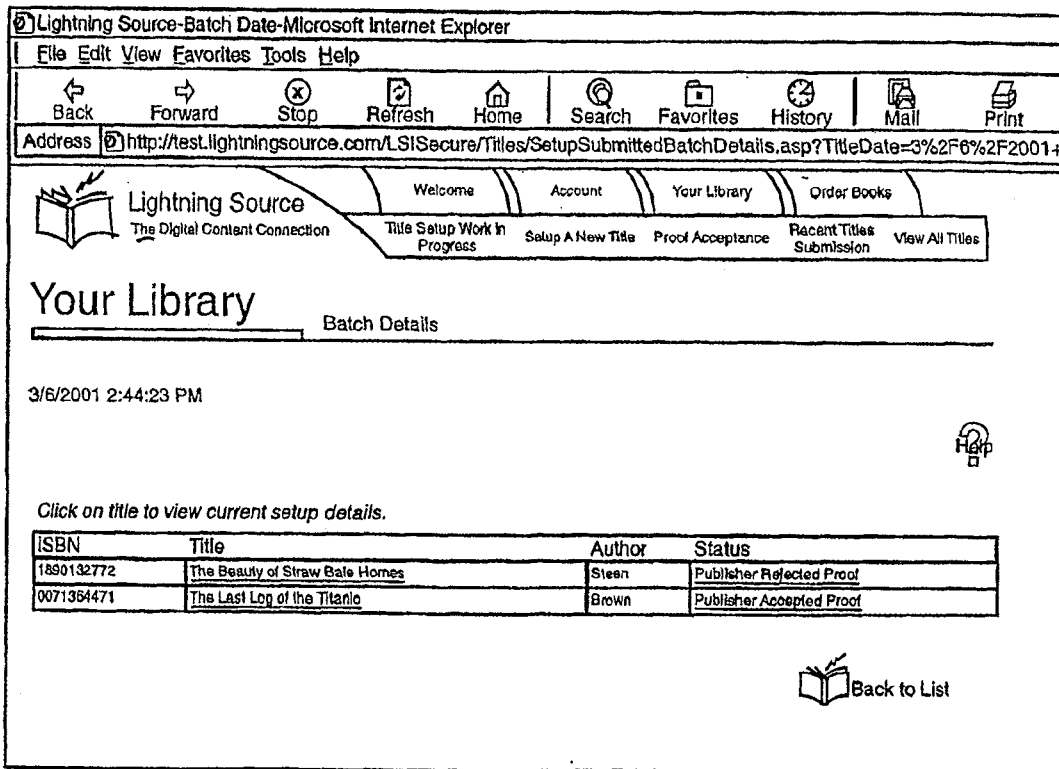 Lightning Source-Batch Date-Microsoft Internet Explorer
File Edit View Favorites Tools Help
Back Forward Stop Refresh Home Search Favorites History Mail Print
Address http://test.lightningsource.com/LSISecure/Titles/SetupSubmittedBatchDetails.asp?TitleDate=3%2F6%2F2001+
Welcome Account Your Library Order Books
Lightning Source
The Digital Content Connection
Title Setup Work In Progress Setup A New Title Proof Acceptance Recent Titles Submission View All Titles
Your Library
Batch Details
3/6/2001 2:44:23 PM
Help
Click on title to view current setup details.
ISBN Title Author Status
1890132772 The Beauty of Straw Bale Homes Steen Publisher Rejected Proof
0071364471 The Last Log of the Titanic Brown Publisher Accepted Proof
Back to List